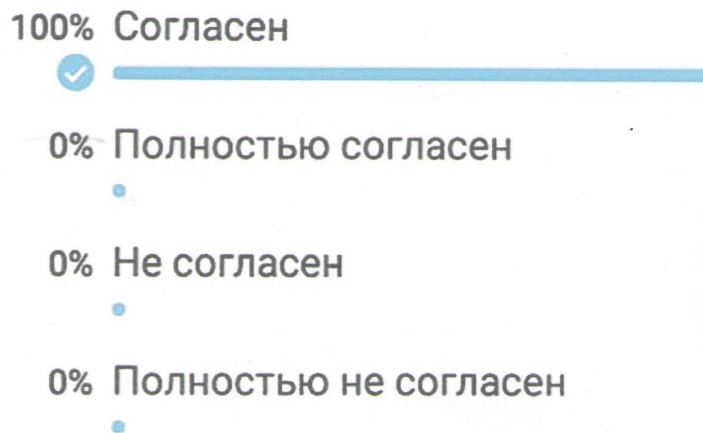 100% Согласен
0% Полностью согласен
0% Не согласен
0% Полностью не согласен